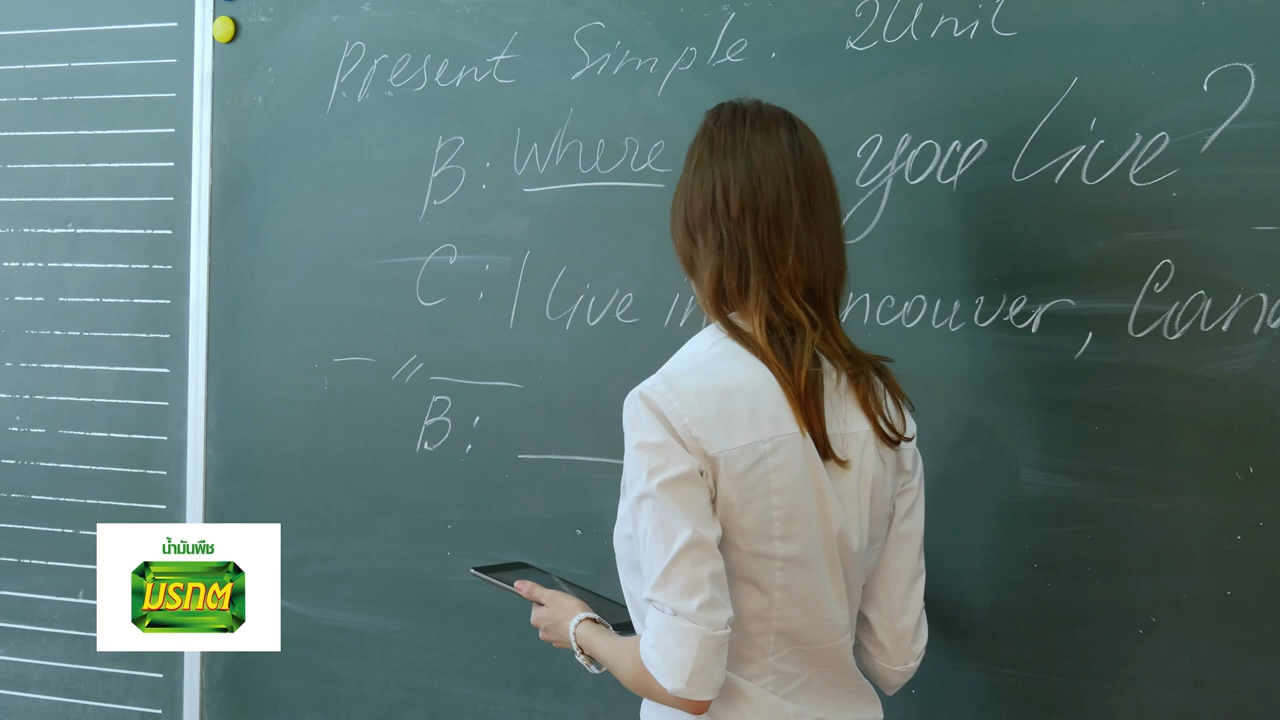 Present Simple. 2Unit
B: Where you live?
C: I live in ncouver, Cana
B:
น้ำมันพืช
มรกต